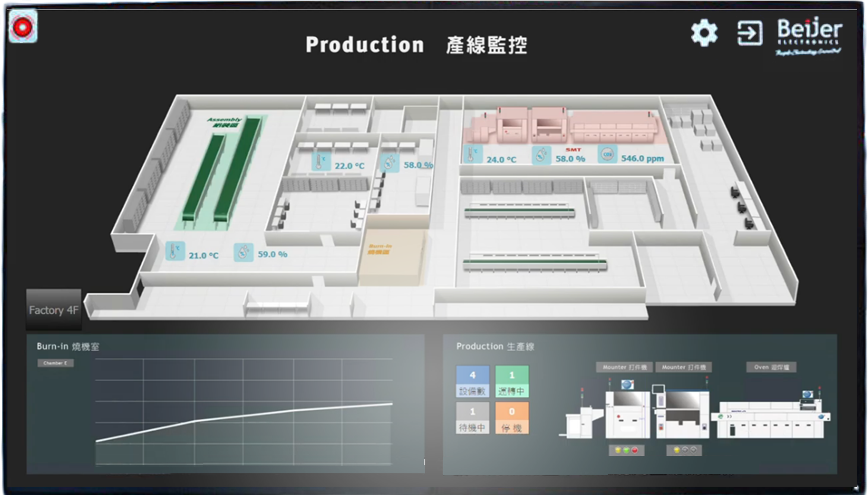 Production 產線監控
Beijer
ELECTRONICS
Assembly
組裝區
22.0 °C
58.0 %
SMT
24.0 °C
58.0 %
546.0 ppm
Burn-In
燒機區
21.0 °C
59.0 %
Factory 4F
Burn-in 燒機室
Production 生產線
4
設備數
1
運轉中
1
待機中
0
停機
Mounter 打件機
Mounter 打件機
Oven 迴焊爐